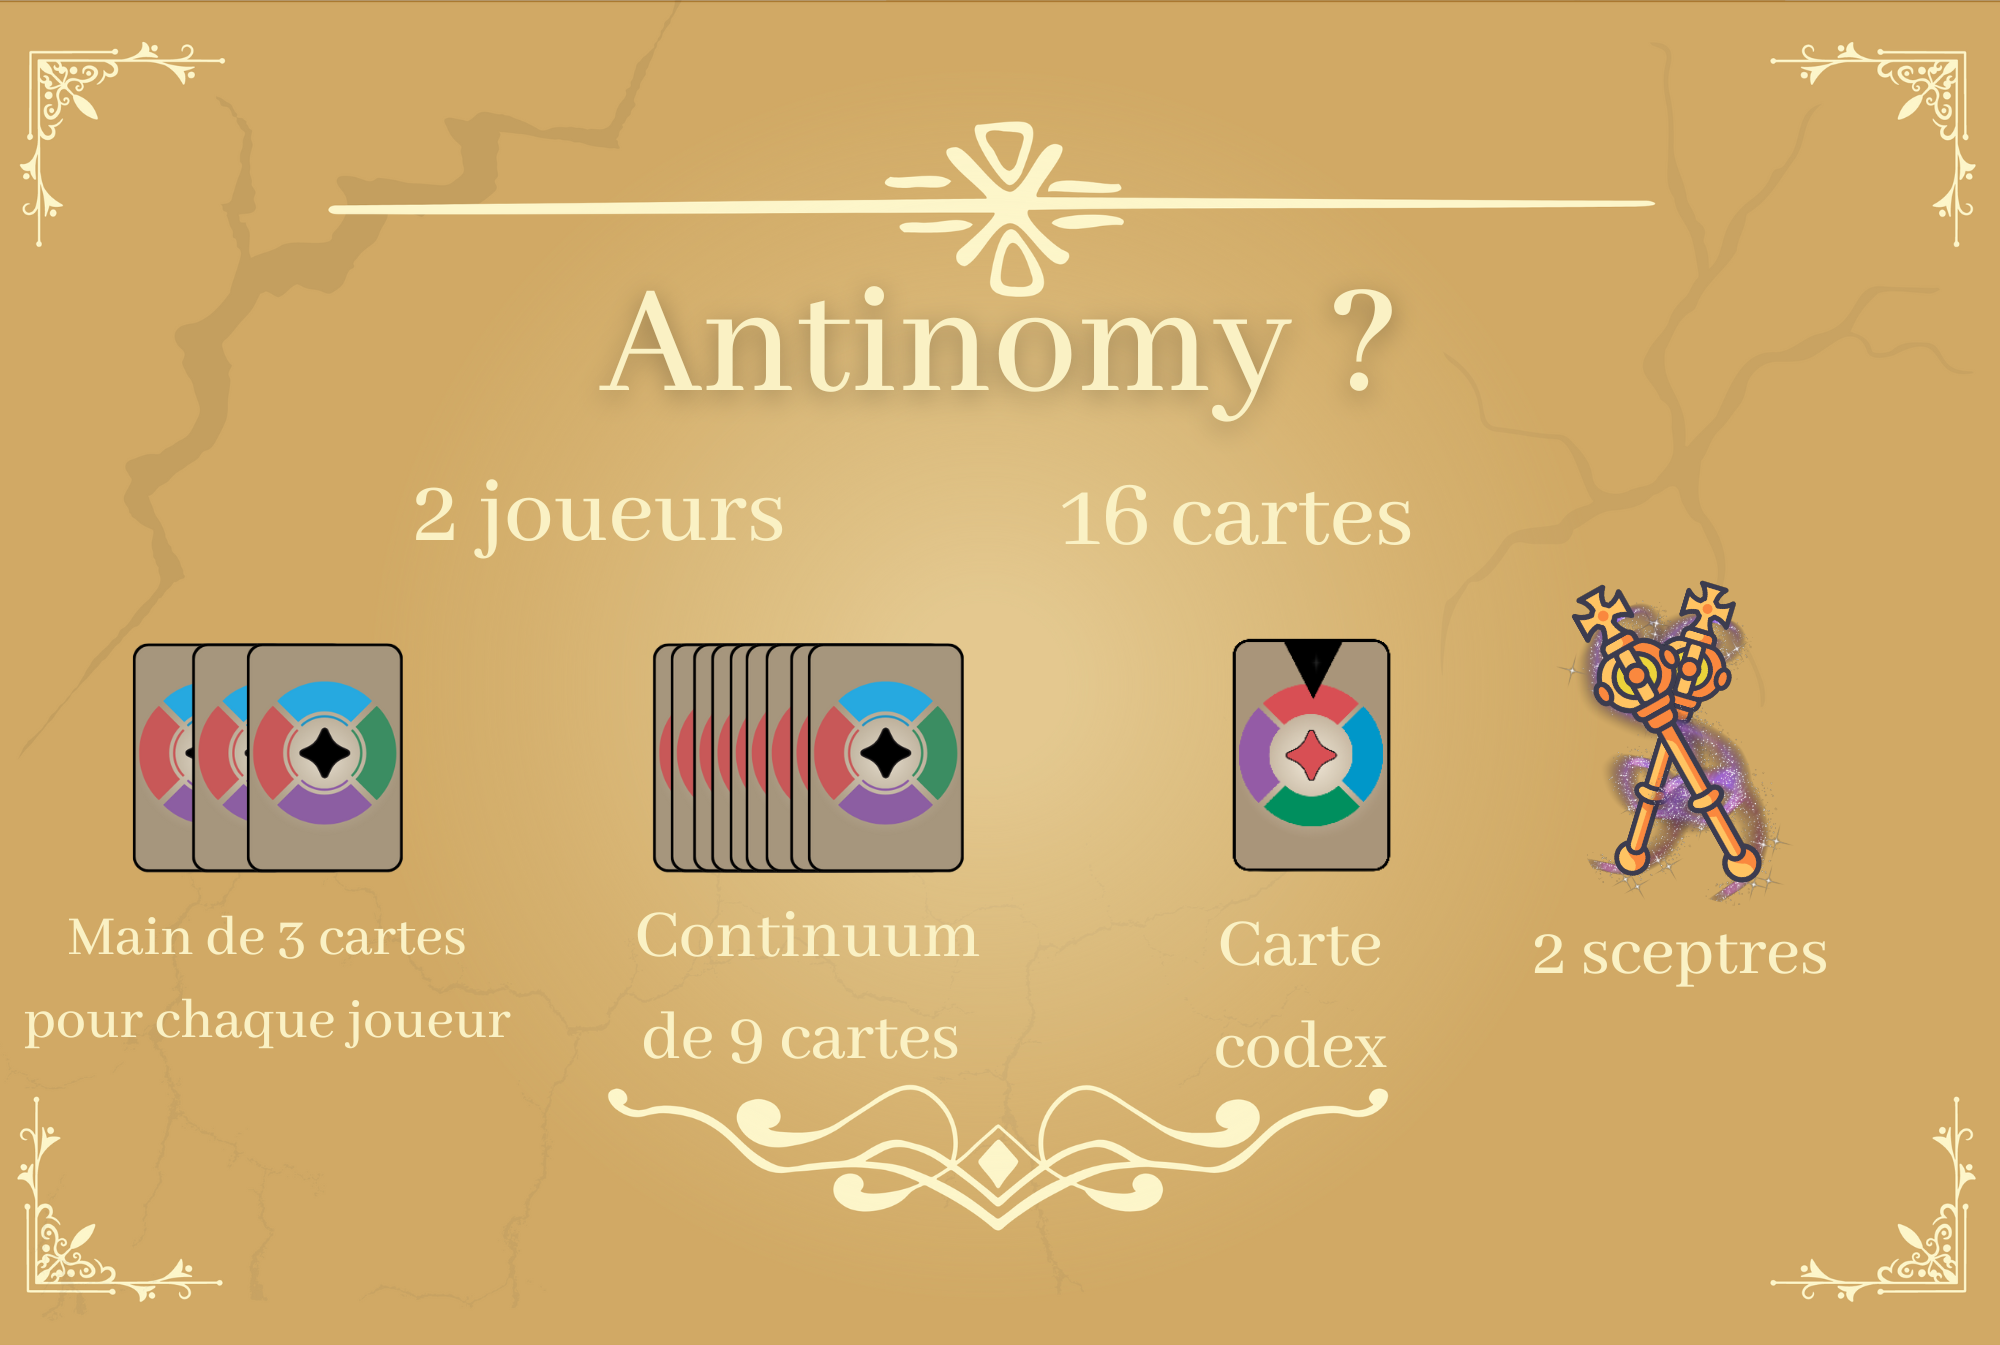 Antinomy ?
2 joueurs
16 cartes
Main de 3 cartes
pour chaque joueur
Continuum
de 9 cartes
Carte
codex
2 sceptres